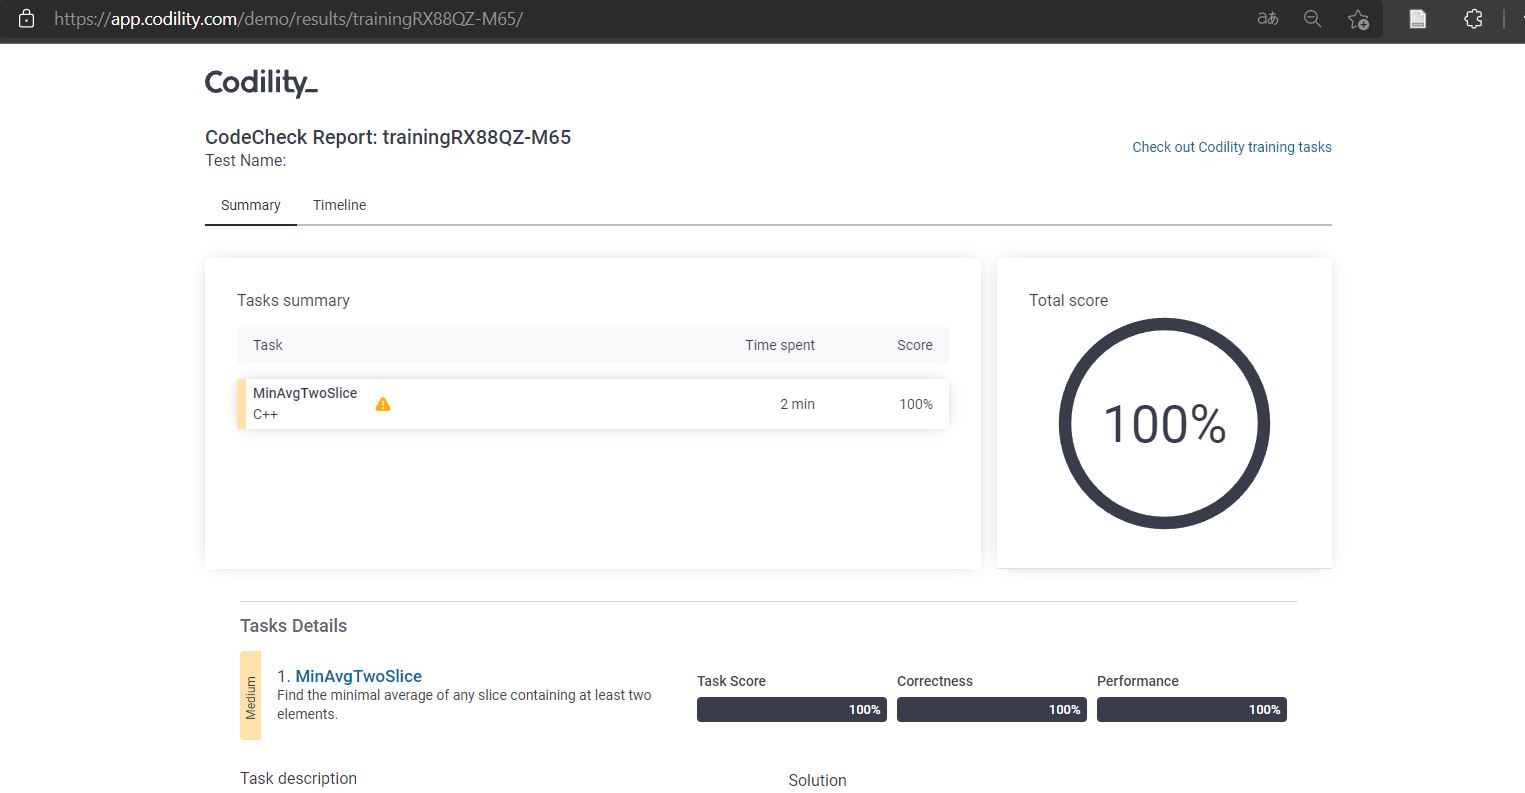 https://app.codility.com/demo/results/trainingRX88QZ-M65/
aあ
Codility_
CodeCheck Report: trainingRX88QZ-M65
Test Name:
Check out Codility training tasks
Summary
Timeline
Tasks summary
Task
Time spent
Score
MinAvgTwoSlice
C++
2 min
100%
Total score
100%
Tasks Details
Medium
1. MinAvgTwoSlice
Find the minimal average of any slice containing at least two
elements.
Task Score
100%
Correctness
100%
Performance
100%
Task description
Solution